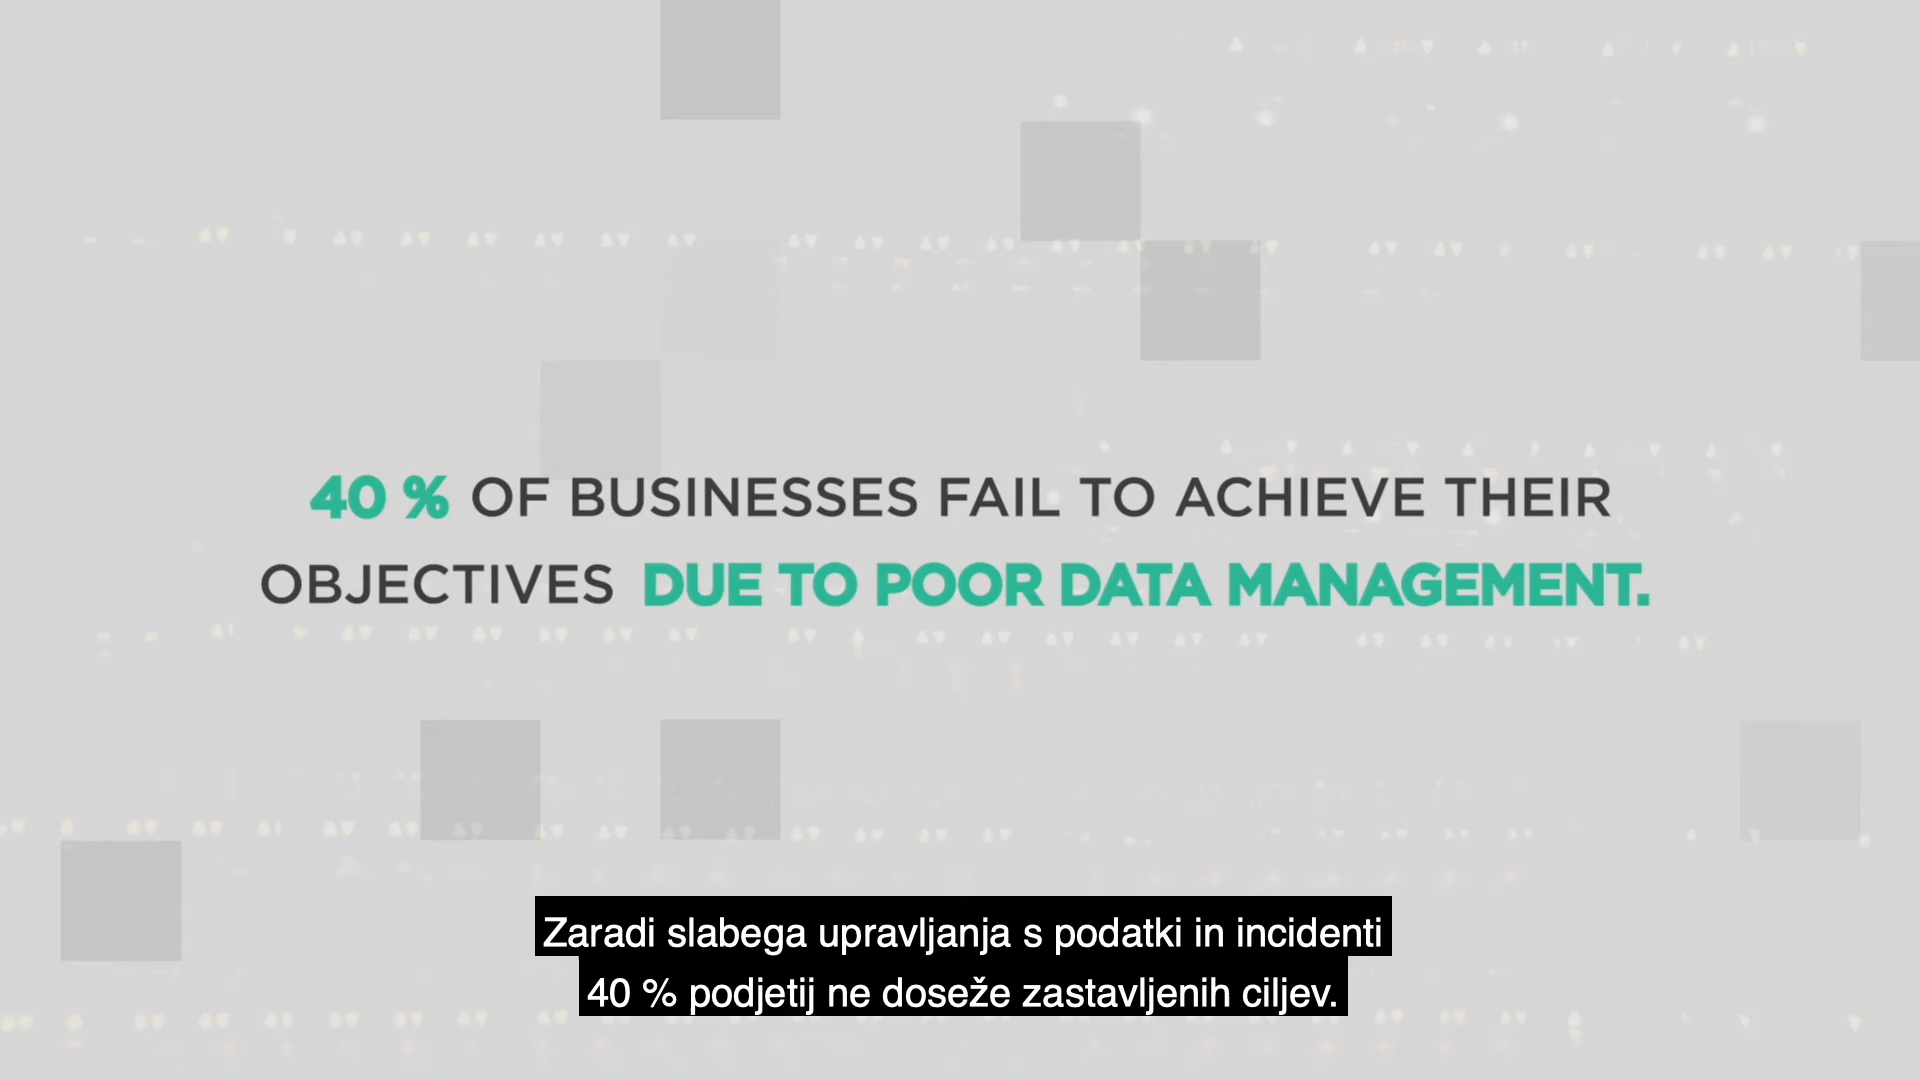 40 % OF BUSINESSES FAIL TO ACHIEVE THEIR
OBJECTIVES DUE TO POOR DATA MANAGEMENT.
Zaradi slabega upravljanja s podatki in incidenti
40 % podjetij ne doseže zastavljenih ciljev.